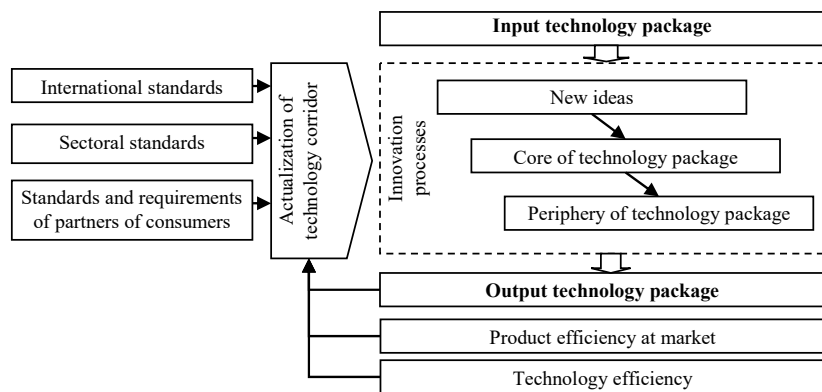 Input technology package
International standards
Sectoral standards
Standards and requirements
of partners of consumers
Actualization of
technology corridor
Innovation
processes
New ideas
Core of technology package
Periphery of technology package
Output technology package
Product efficiency at market
Technology efficiency